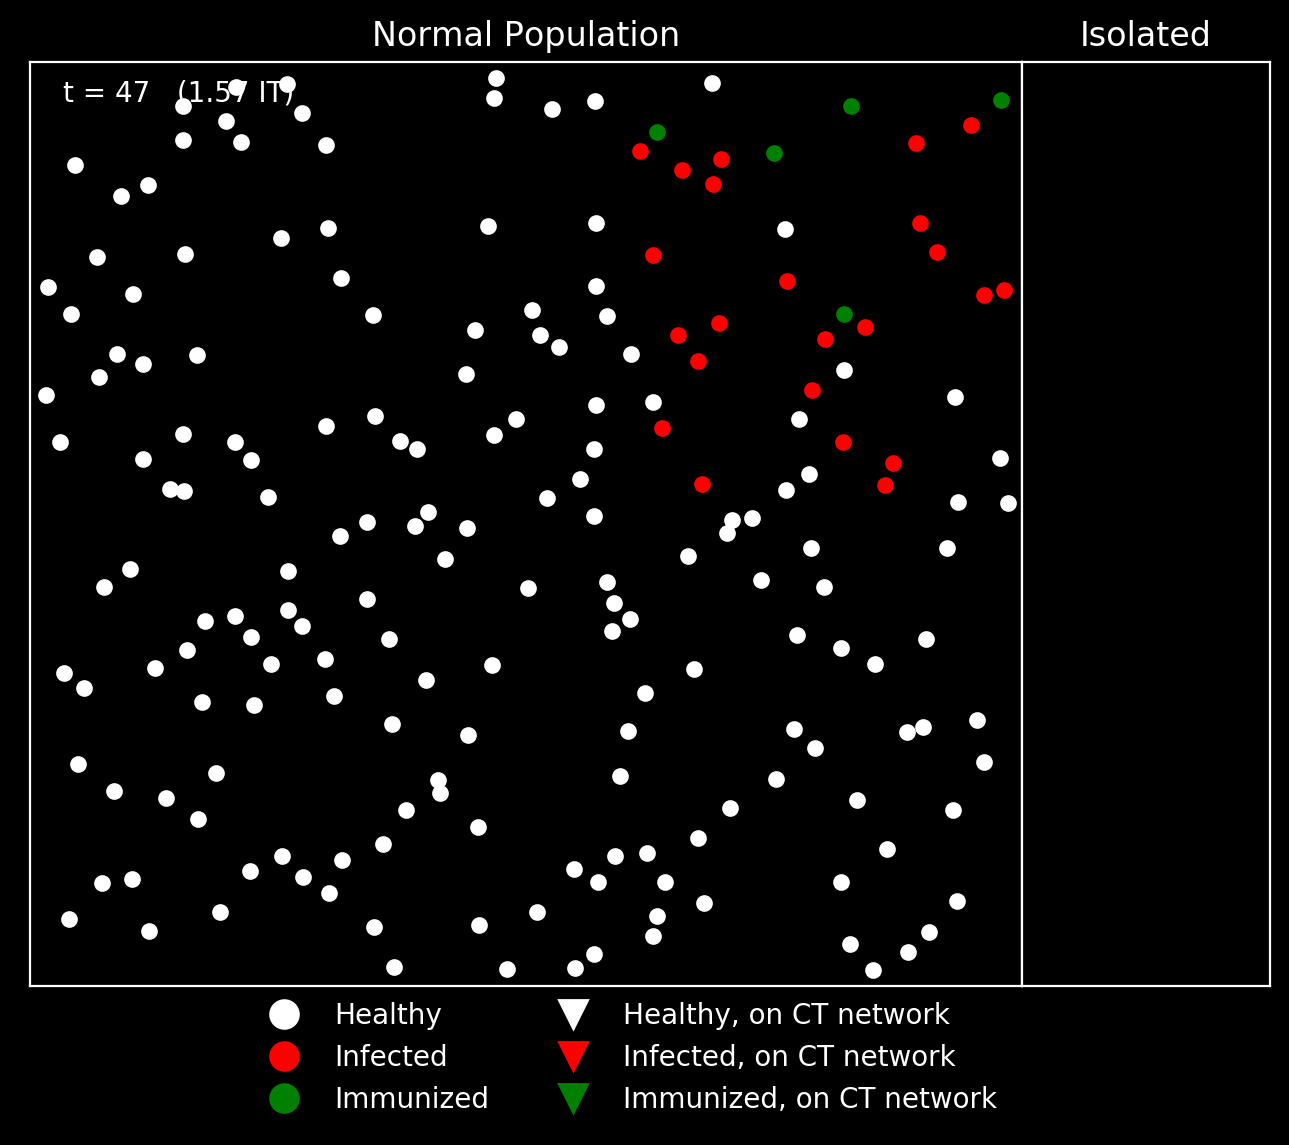 Normal Population
Isolated
t = 47 (1.57 IT)
Healthy
Infected
Immunized
Healthy, on CT network
Infected, on CT network
Immunized, on CT network